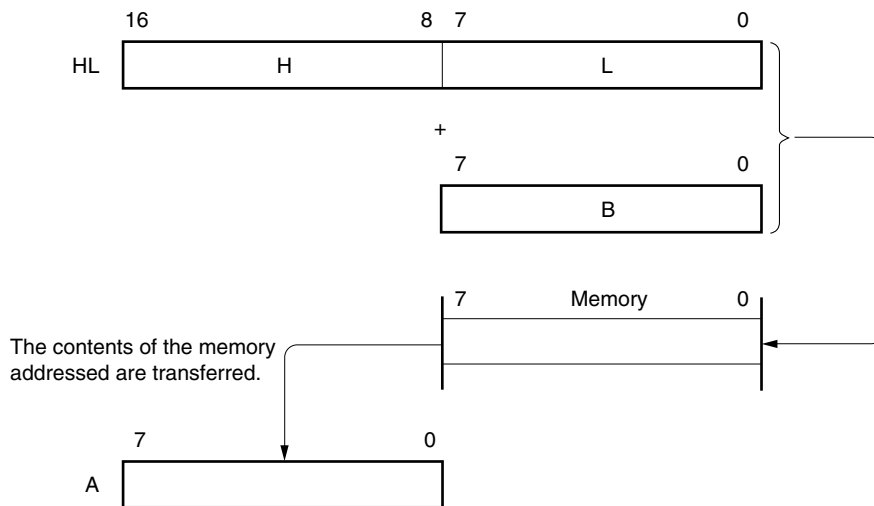 16 8 7 0
HL H L
+
7 0
B
7 Memory 0
The contents of the memory
addressed are transferred.
7 0
A